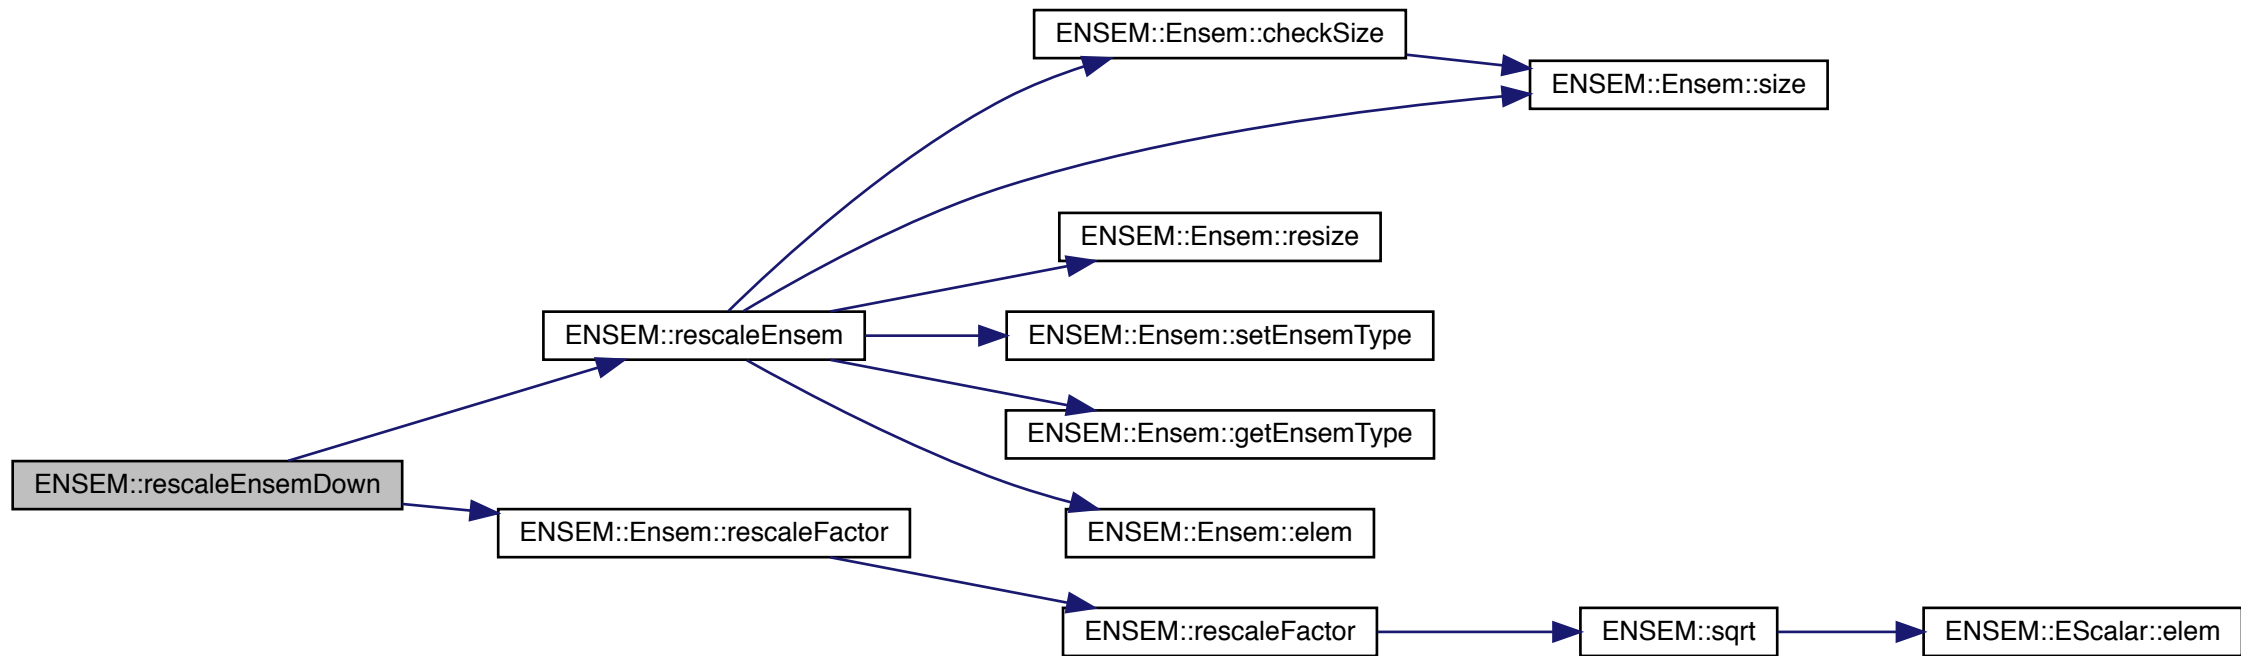 ENSEM::Ensem::checkSize
ENSEM::Ensem::size
ENSEM::Ensem::resize
ENSEM::rescaleEnsem
ENSEM::Ensem::setEnsemType
ENSEM::Ensem::getEnsemType
ENSEM::rescaleEnsemDown
ENSEM::Ensem::rescaleFactor
ENSEM::Ensem::elem
ENSEM::rescaleFactor
ENSEM::sqrt
ENSEM::EScalar::elem